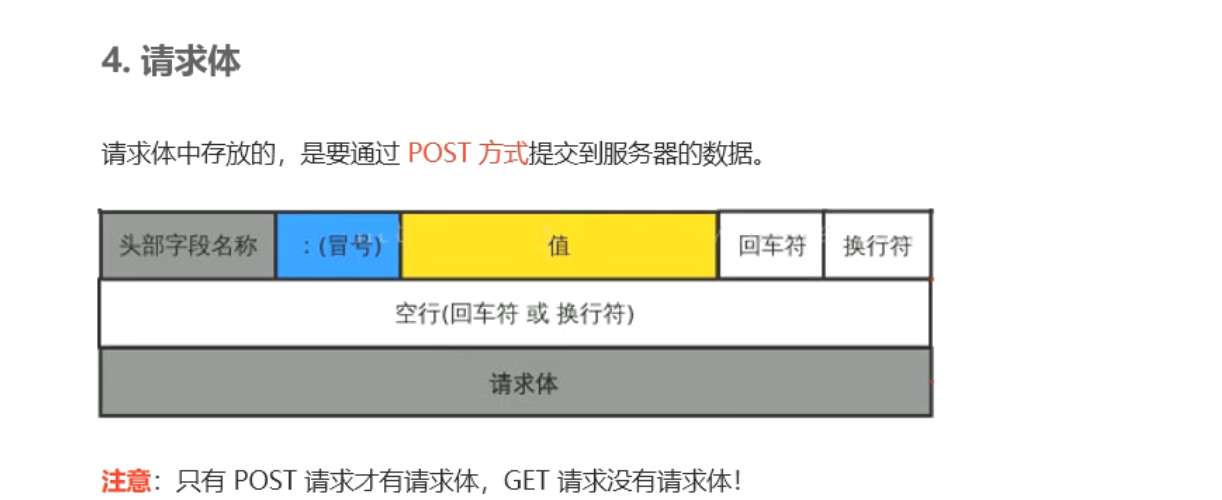 4. 请求体
请求体中存放的，是要通过 POST 方式提交到服务器的数据。
头部字段名称 ：(冒号) 值 回车符 换行符
空行(回车符 或 换行符)
请求体
注意：只有 POST 请求才有请求体，GET 请求没有请求体！